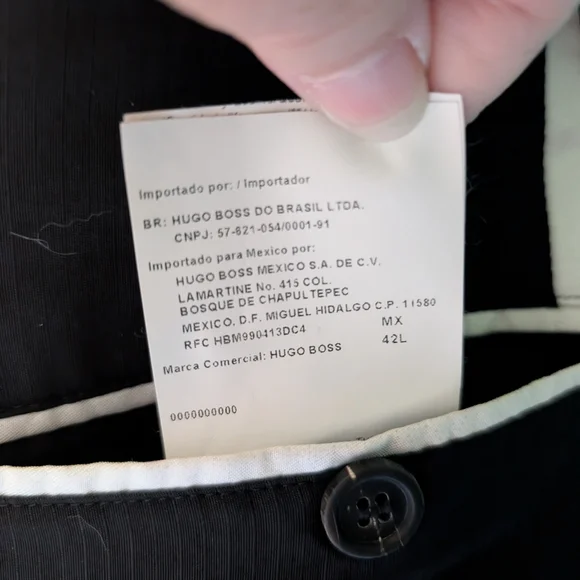 Importado por: / Importador
BR: HUGO BOSS DO BRASIL LTDA.
CNPJ: 57-821-054/0001-91
Importado para Mexico por:
HUGO BOSS MEXICO S.A. DE C.V.
LAMARTINE No. 415 COL.
BOSQUE DE CHAPULTEPEC
MEXICO, D.F. MIGUEL HIDALGO C.P. 11580
RFC HBM990413DC4 MX
Marca Comercial: HUGO BOSS 42L
0000000000